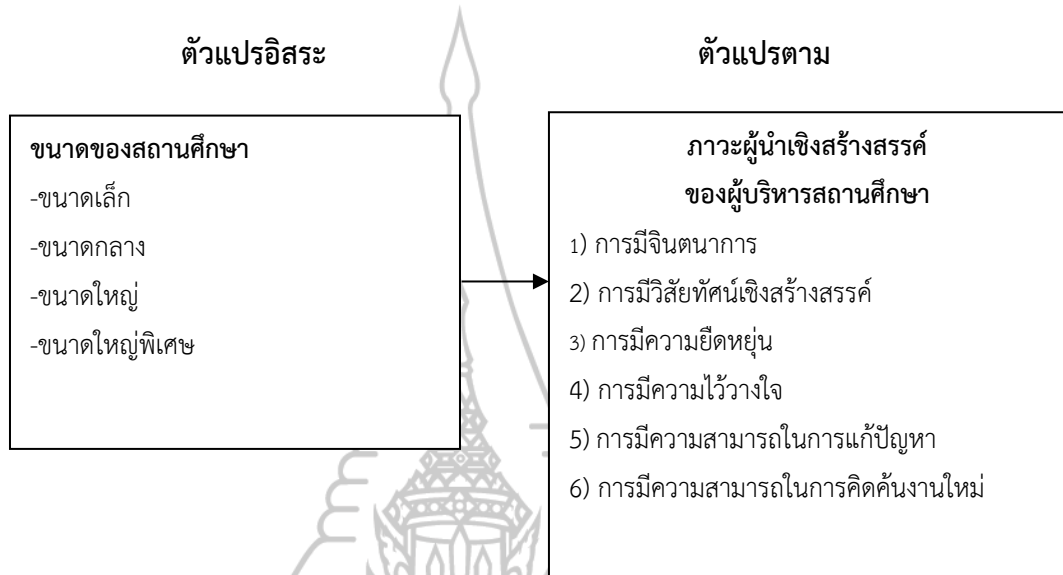 ตัวแปรอิสระ
ตัวแปรตาม
ขนาดของสถานศึกษา
-ขนาดเล็ก
-ขนาดกลาง
-ขนาดใหญ่
-ขนาดใหญ่พิเศษ
ภาวะผู้นำเชิงสร้างสรรค์
ของผู้บริหารสถานศึกษา
1) การมีจินตนาการ
2) การมีวิสัยทัศน์เชิงสร้างสรรค์
3) การมีความยืดหยุ่น
4) การมีความไว้วางใจ
5) การมีความสามารถในการแก้ปัญหา
6) การมีความสามารถในการคิดค้นงานใหม่